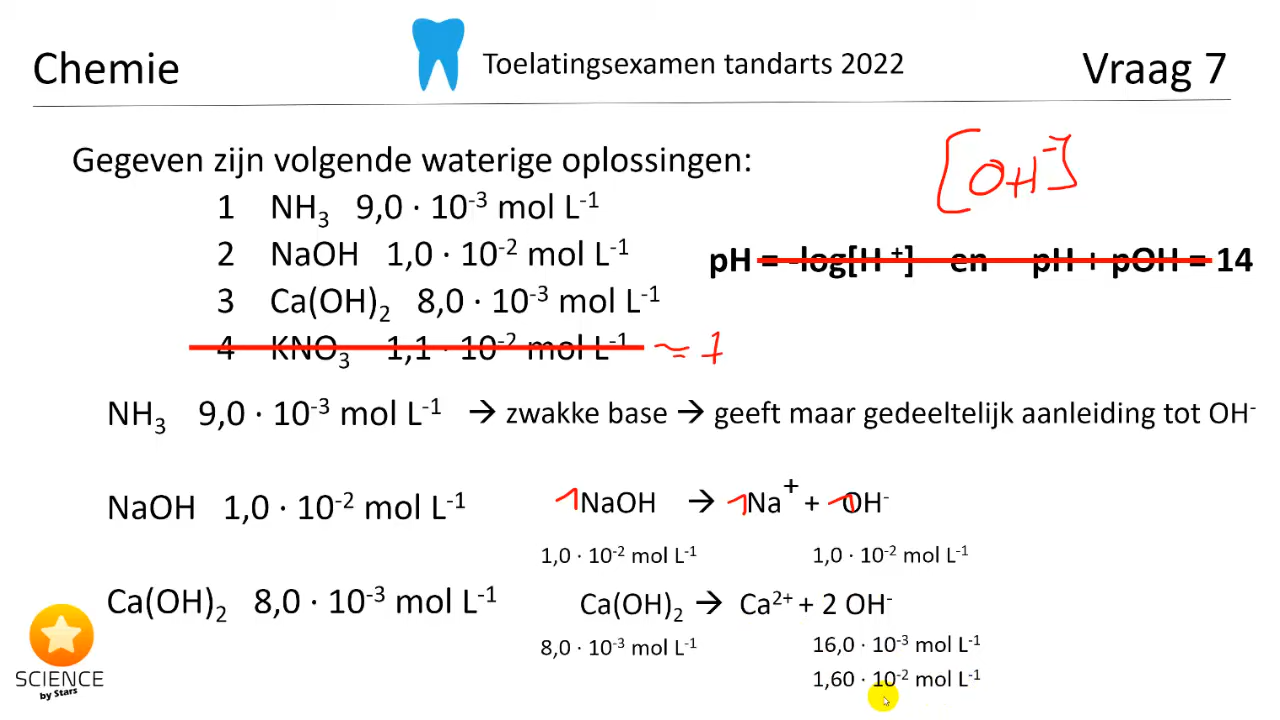 Chemie
Toelatingsexamen tandarts 2022
Vraag 7
Gegeven zijn volgende waterige oplossingen:
[OH⁻]
1 NH₃ 9,0 · 10⁻³ mol L⁻¹
2 NaOH 1,0 · 10⁻² mol L⁻¹
pH = -log[H⁺] en pH + pOH = 14
3 Ca(OH)₂ 8,0 · 10⁻³ mol L⁻¹
4 KNO₃ 1,1 · 10⁻² mol L⁻¹ ≈ 7
NH₃ 9,0 · 10⁻³ mol L⁻¹ → zwakke base → geeft maar gedeeltelijk aanleiding tot OH⁻
NaOH 1,0 · 10⁻² mol L⁻¹
1 NaOH → 1 Na⁺ + 1 OH⁻
1,0 · 10⁻² mol L⁻¹ 1,0 · 10⁻² mol L⁻¹
Ca(OH)₂ 8,0 · 10⁻³ mol L⁻¹
Ca(OH)₂ → Ca²⁺ + 2 OH⁻
8,0 · 10⁻³ mol L⁻¹ 16,0 · 10⁻³ mol L⁻¹
1,60 · 10⁻² mol L⁻¹
SCIENCE
by Stars